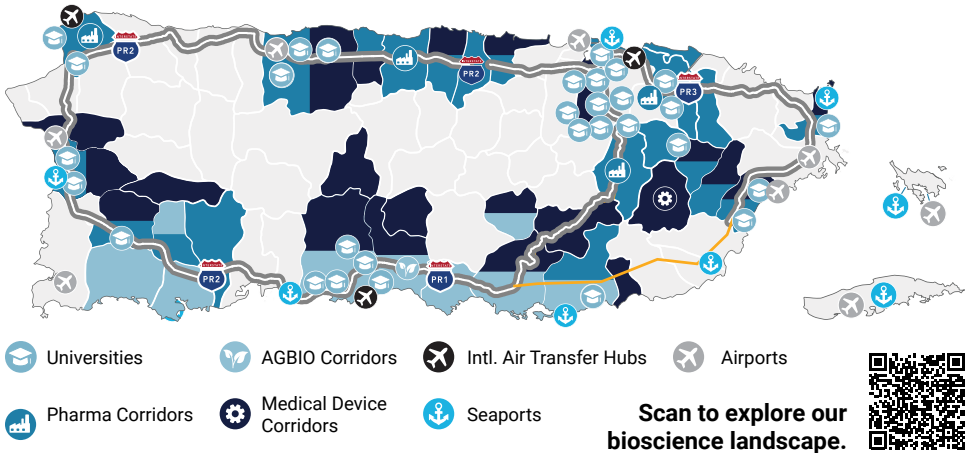 PR2
PR2
PR3
PR2
PR1
Universities
AGBIO Corridors
Intl. Air Transfer Hubs
Airports
Pharma Corridors
Medical Device
Corridors
Seaports
Scan to explore our
bioscience landscape.